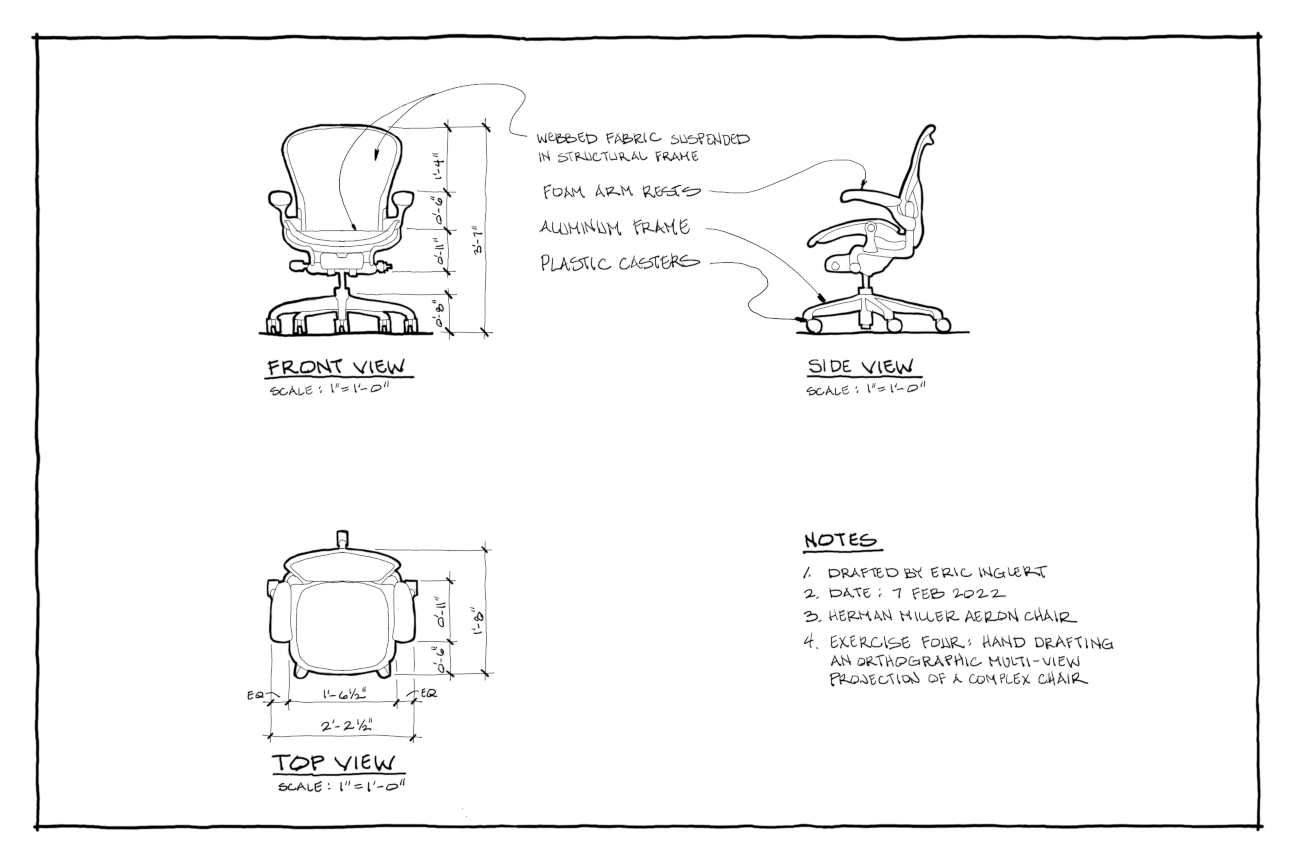 WEBBED FABRIC SUSPENDED
IN STRUCTURAL FRAME
FOAM ARM RESTS
ALUMINUM FRAME
PLASTIC CASTERS
1'-4"
0'-6"
0'-11"
0'-8"
3'-7"
FRONT VIEW
SCALE : 1"=1'-0"
SIDE VIEW
SCALE : 1"=1'-0"
0'-11"
0'-6"
1'-8"
EQ
1'-6½"
EQ
2'-2½"
TOP VIEW
SCALE : 1"=1'-0"
NOTES
1. DRAFTED BY ERIC INGLERT
2. DATE : 7 FEB 2022
3. HERMAN MILLER AERON CHAIR
4. EXERCISE FOUR: HAND DRAFTING
AN ORTHOGRAPHIC MULTI-VIEW
PROJECTION OF A COMPLEX CHAIR